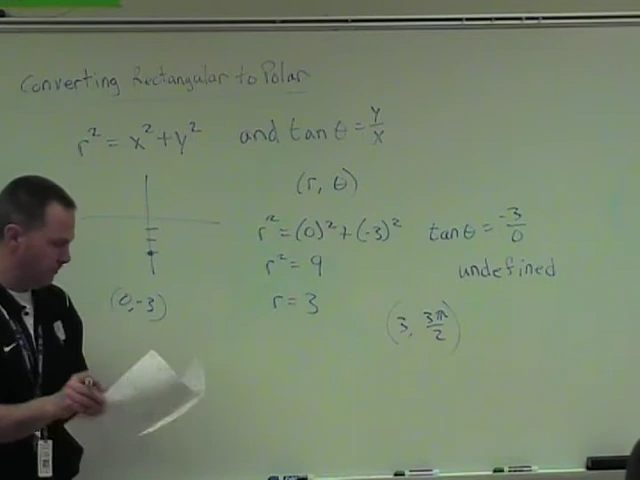 Converting Rectangular to Polar
r² = x² + y² and tan θ = y/x
(r, θ)
r² = (0)² + (-3)² tan θ = -3/0
r² = 9 undefined
(0, -3) r = 3 (3, 3π/2)